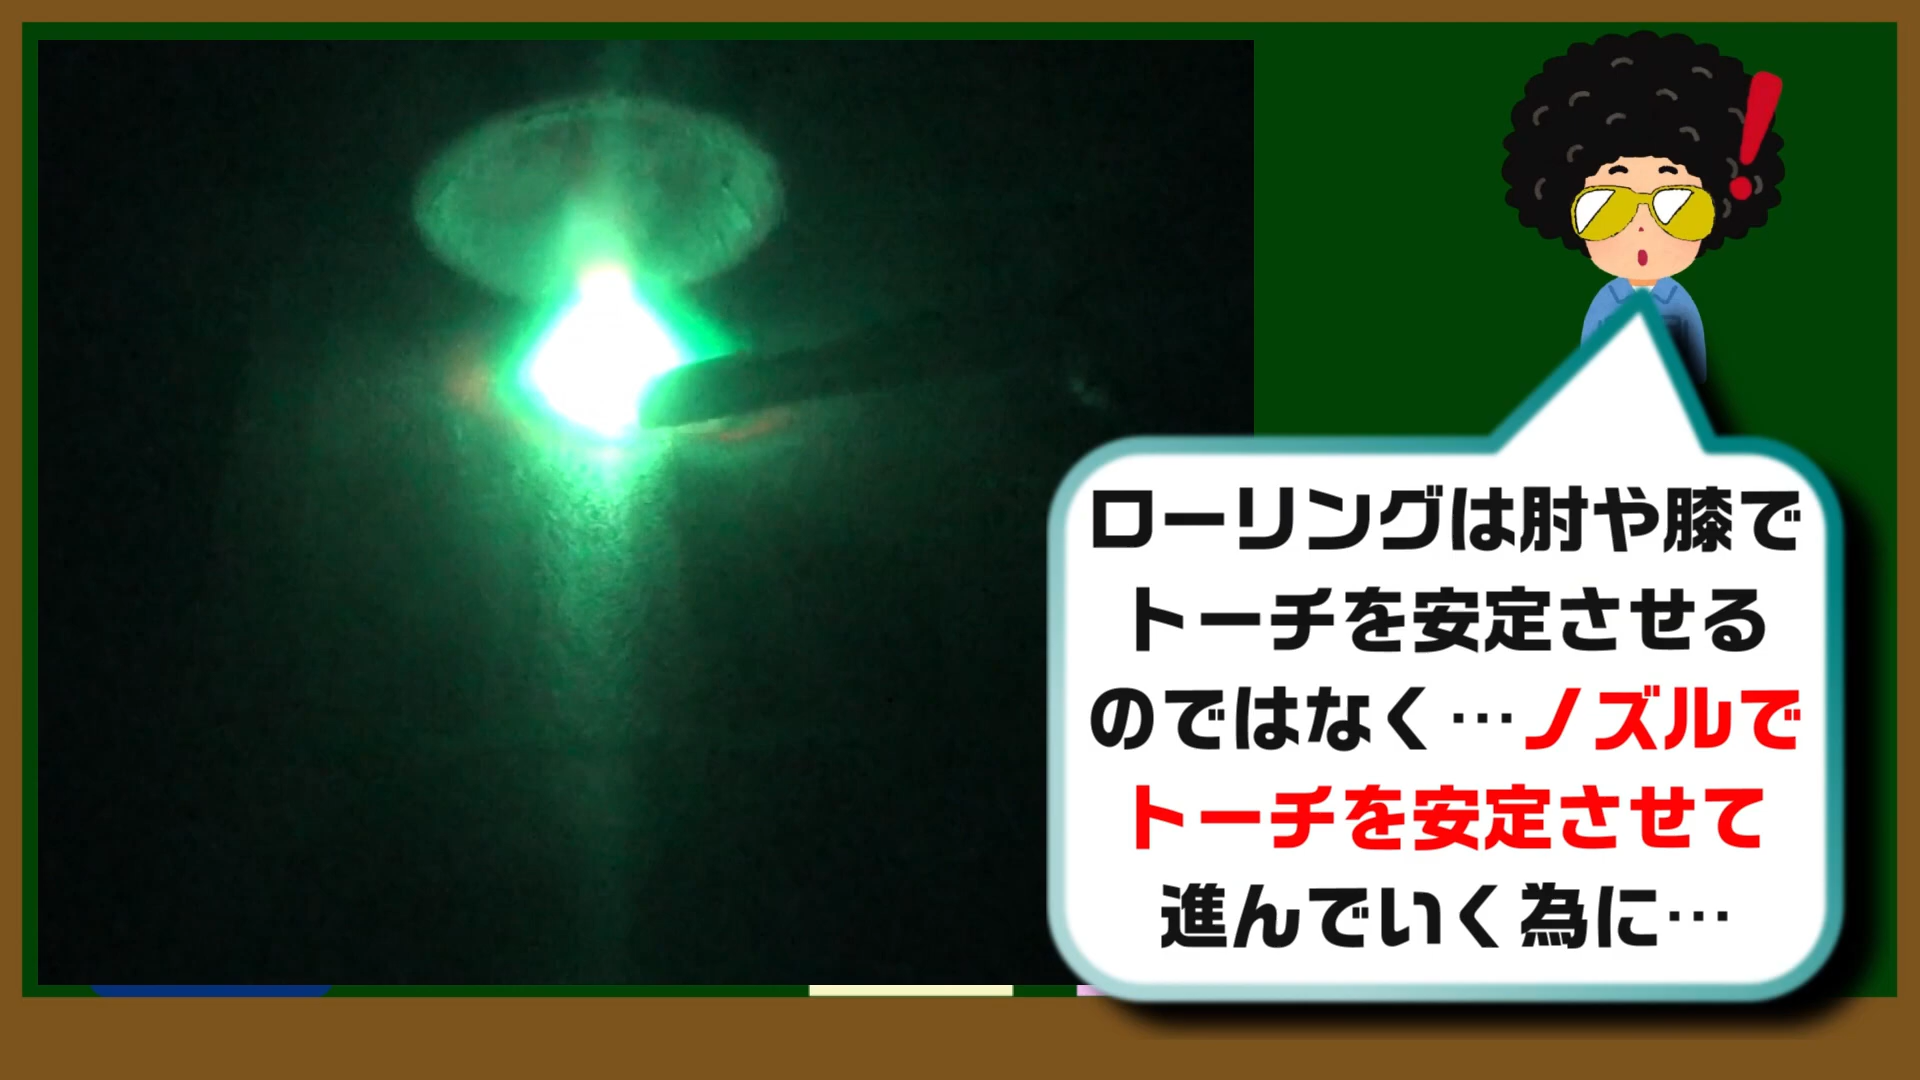 ローリングは肘や膝で
トーチを安定させる
のではなく…ノズルで
トーチを安定させて
進んでいく為に…